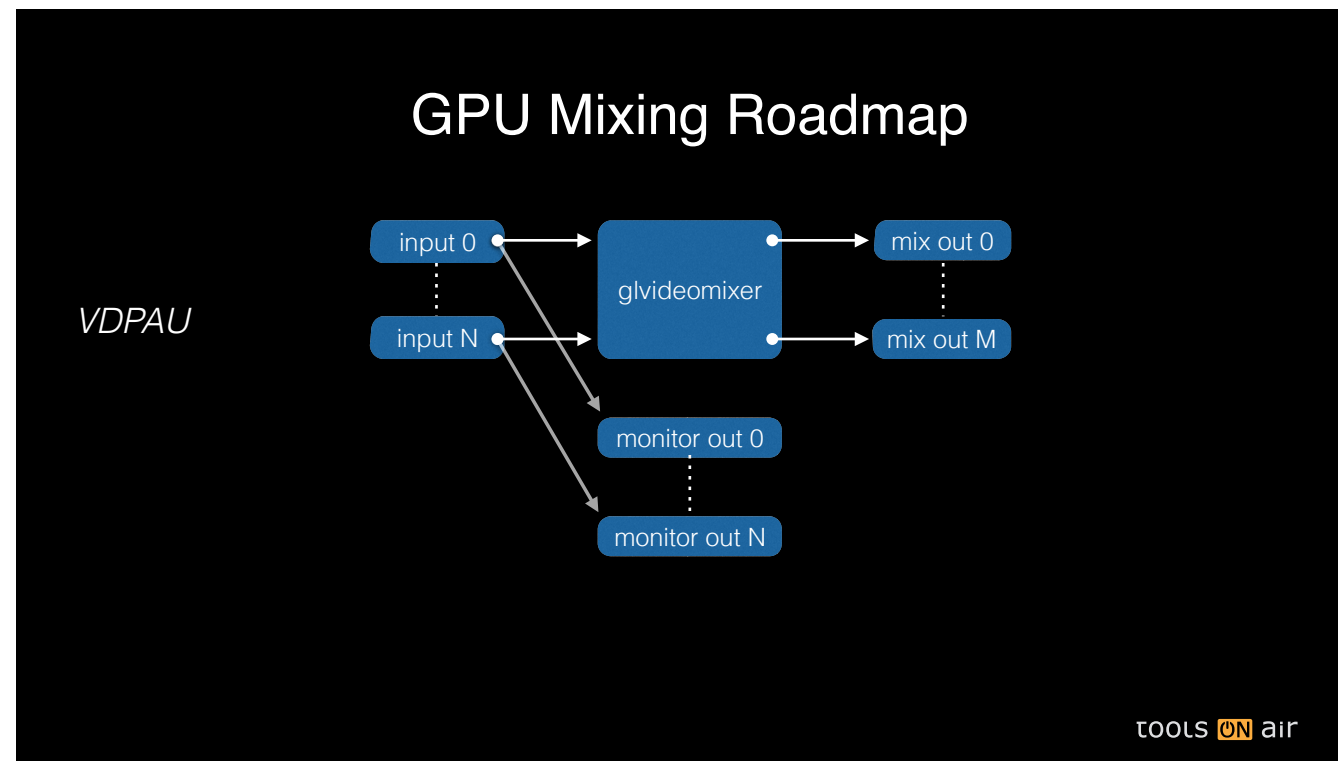 GPU Mixing Roadmap
input 0
mix out 0
glvideomixer
VDPAU
input N
mix out M
monitor out 0
monitor out N
TOOLS ON aIr